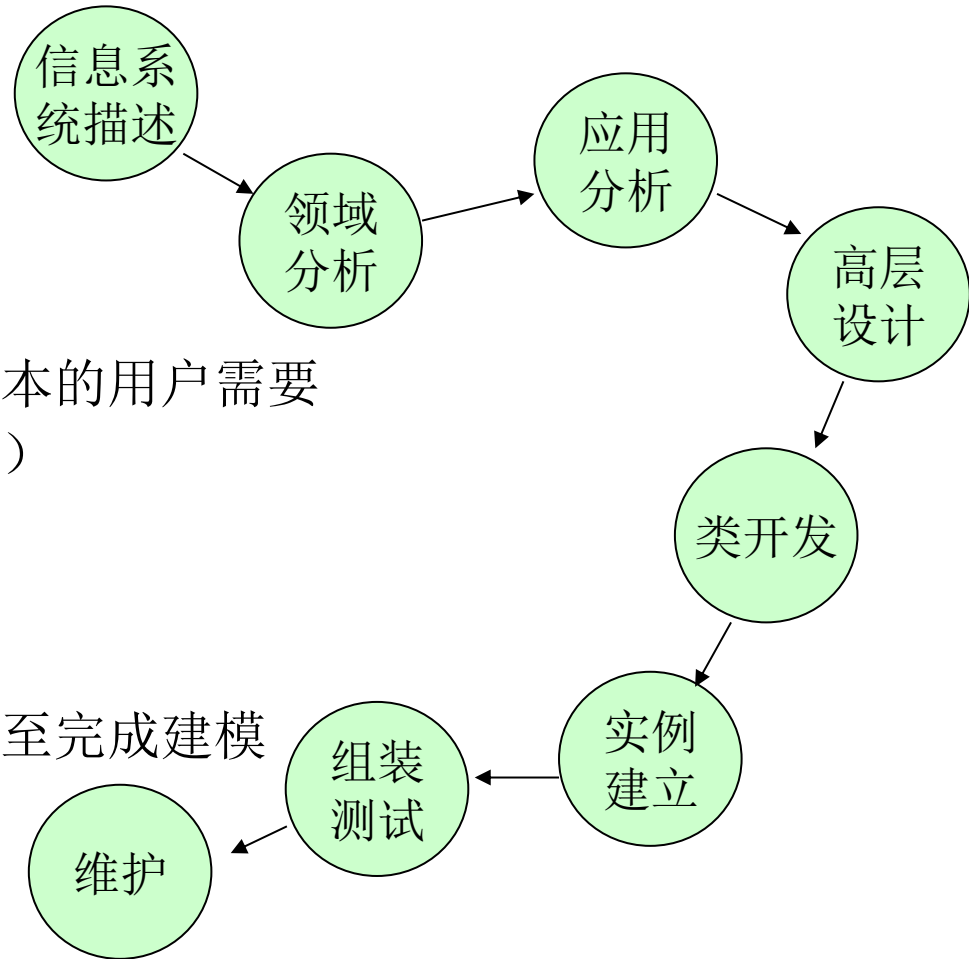 信息系
统描述
领域
分析
应用
分析
高层
设计
本的用户需要
）
类开发
实例
建立
至完成建模
组装
测试
维护